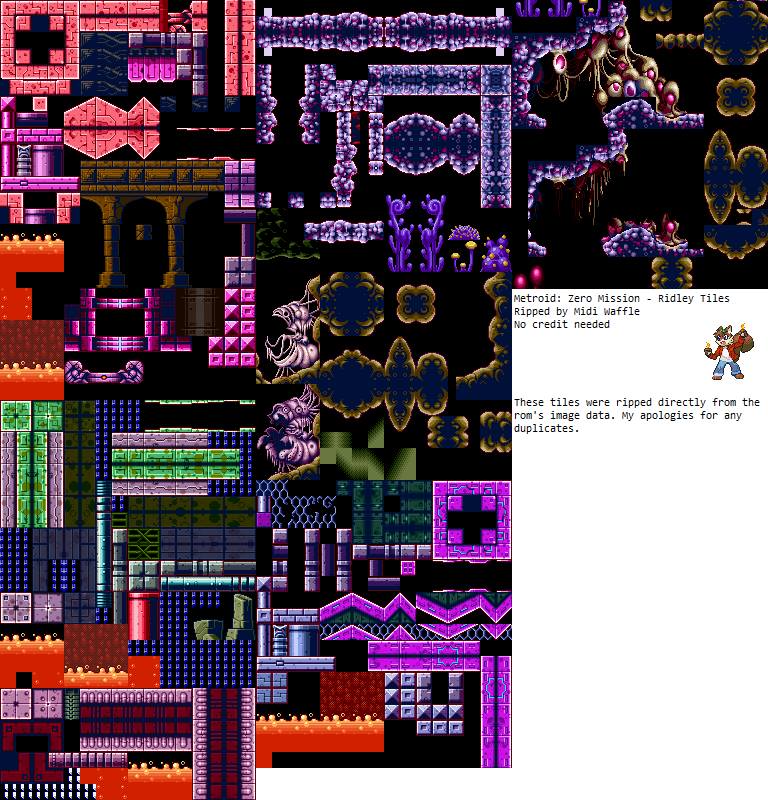 Metroid: Zero Mission - Ridley Tiles
Ripped by Midi Waffle
No credit needed
These tiles were ripped directly from the
rom's image data. My apologies for any
duplicates.